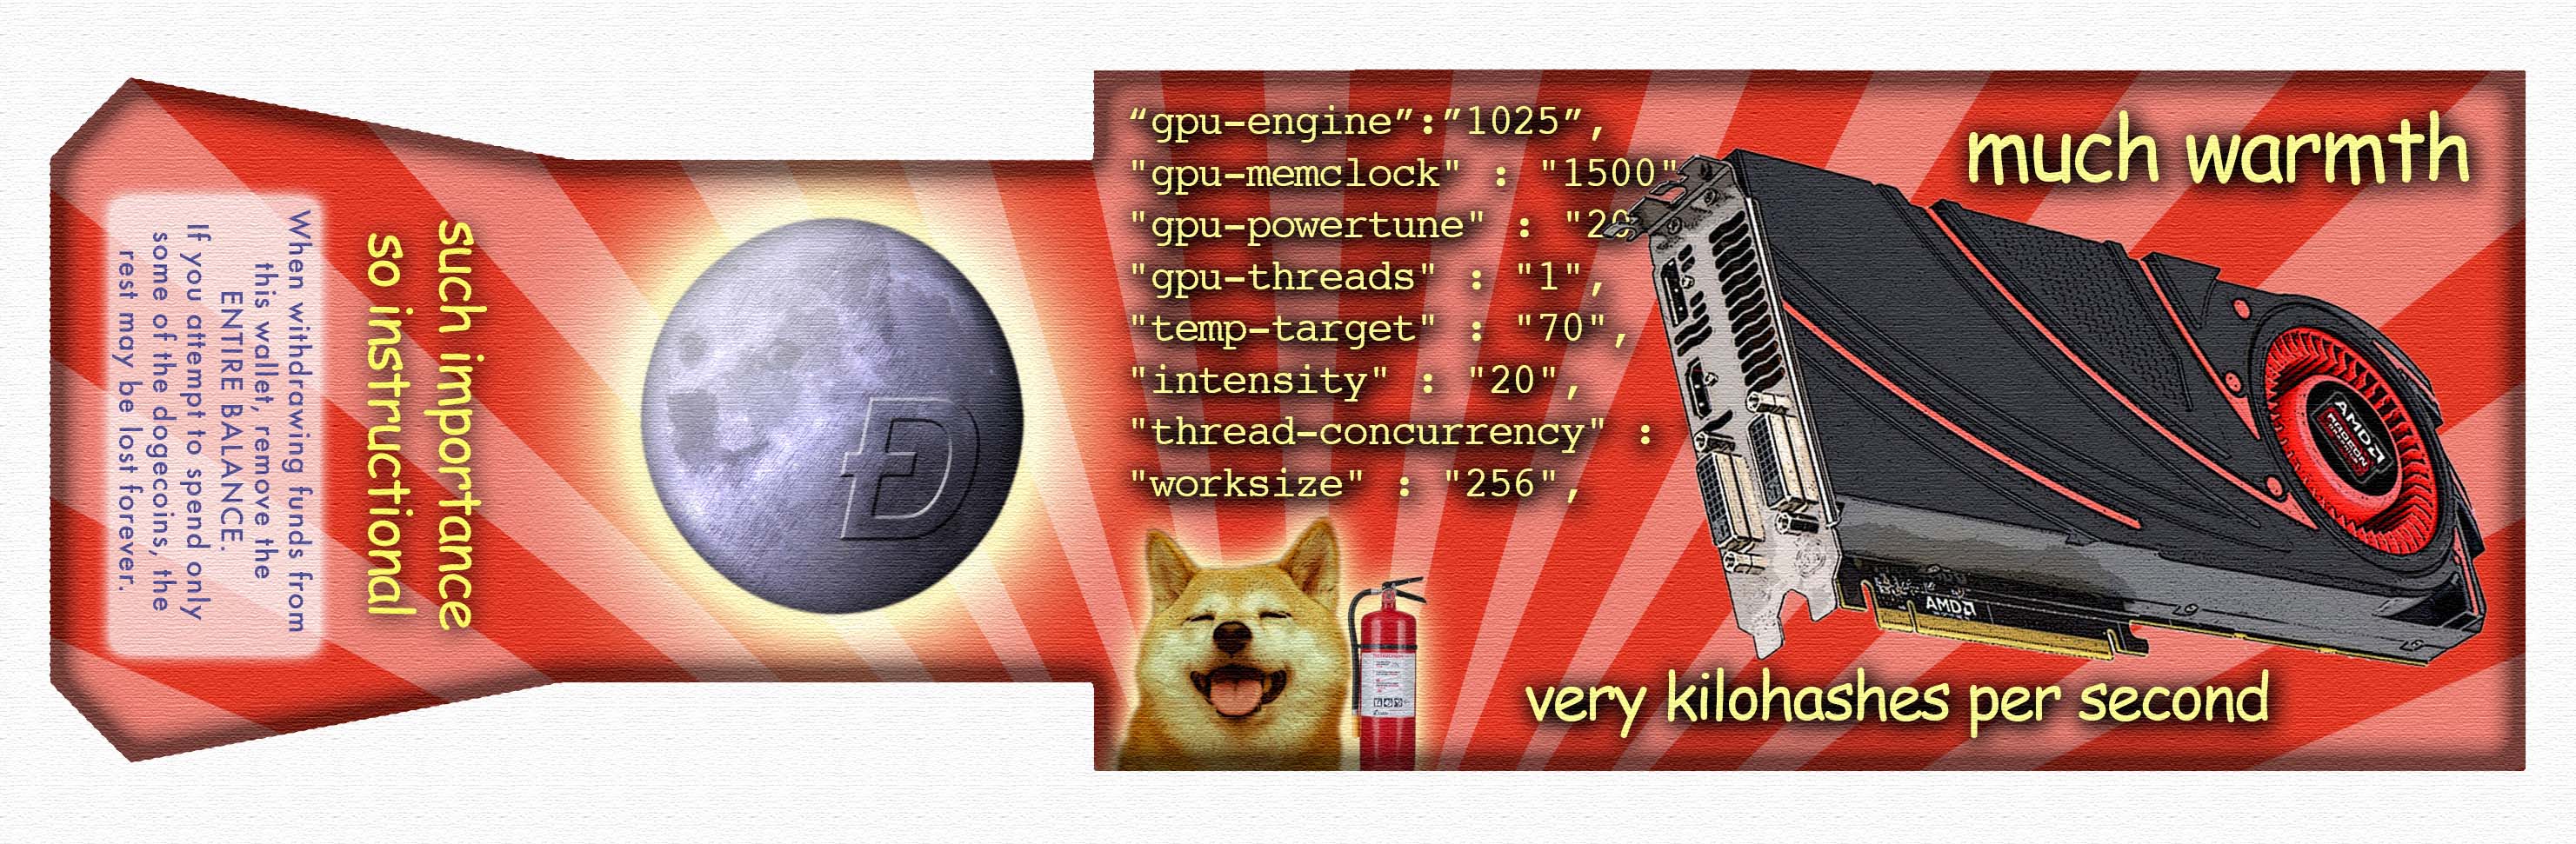 When withdrawing funds from
this wallet, remove the
ENTIRE BALANCE.
If you attempt to spend only
some of the dogecoins, the
rest may be lost forever.
such importance
so instructional
Ð
“gpu-engine”:”1025”,
"gpu-memclock" : "1500"
"gpu-powertune" : "20
"gpu-threads" : "1",
"temp-target" : "70",
"intensity" : "20",
"thread-concurrency" :
"worksize" : "256",
much warmth
AMD
RADEON
AMD
very kilohashes per second